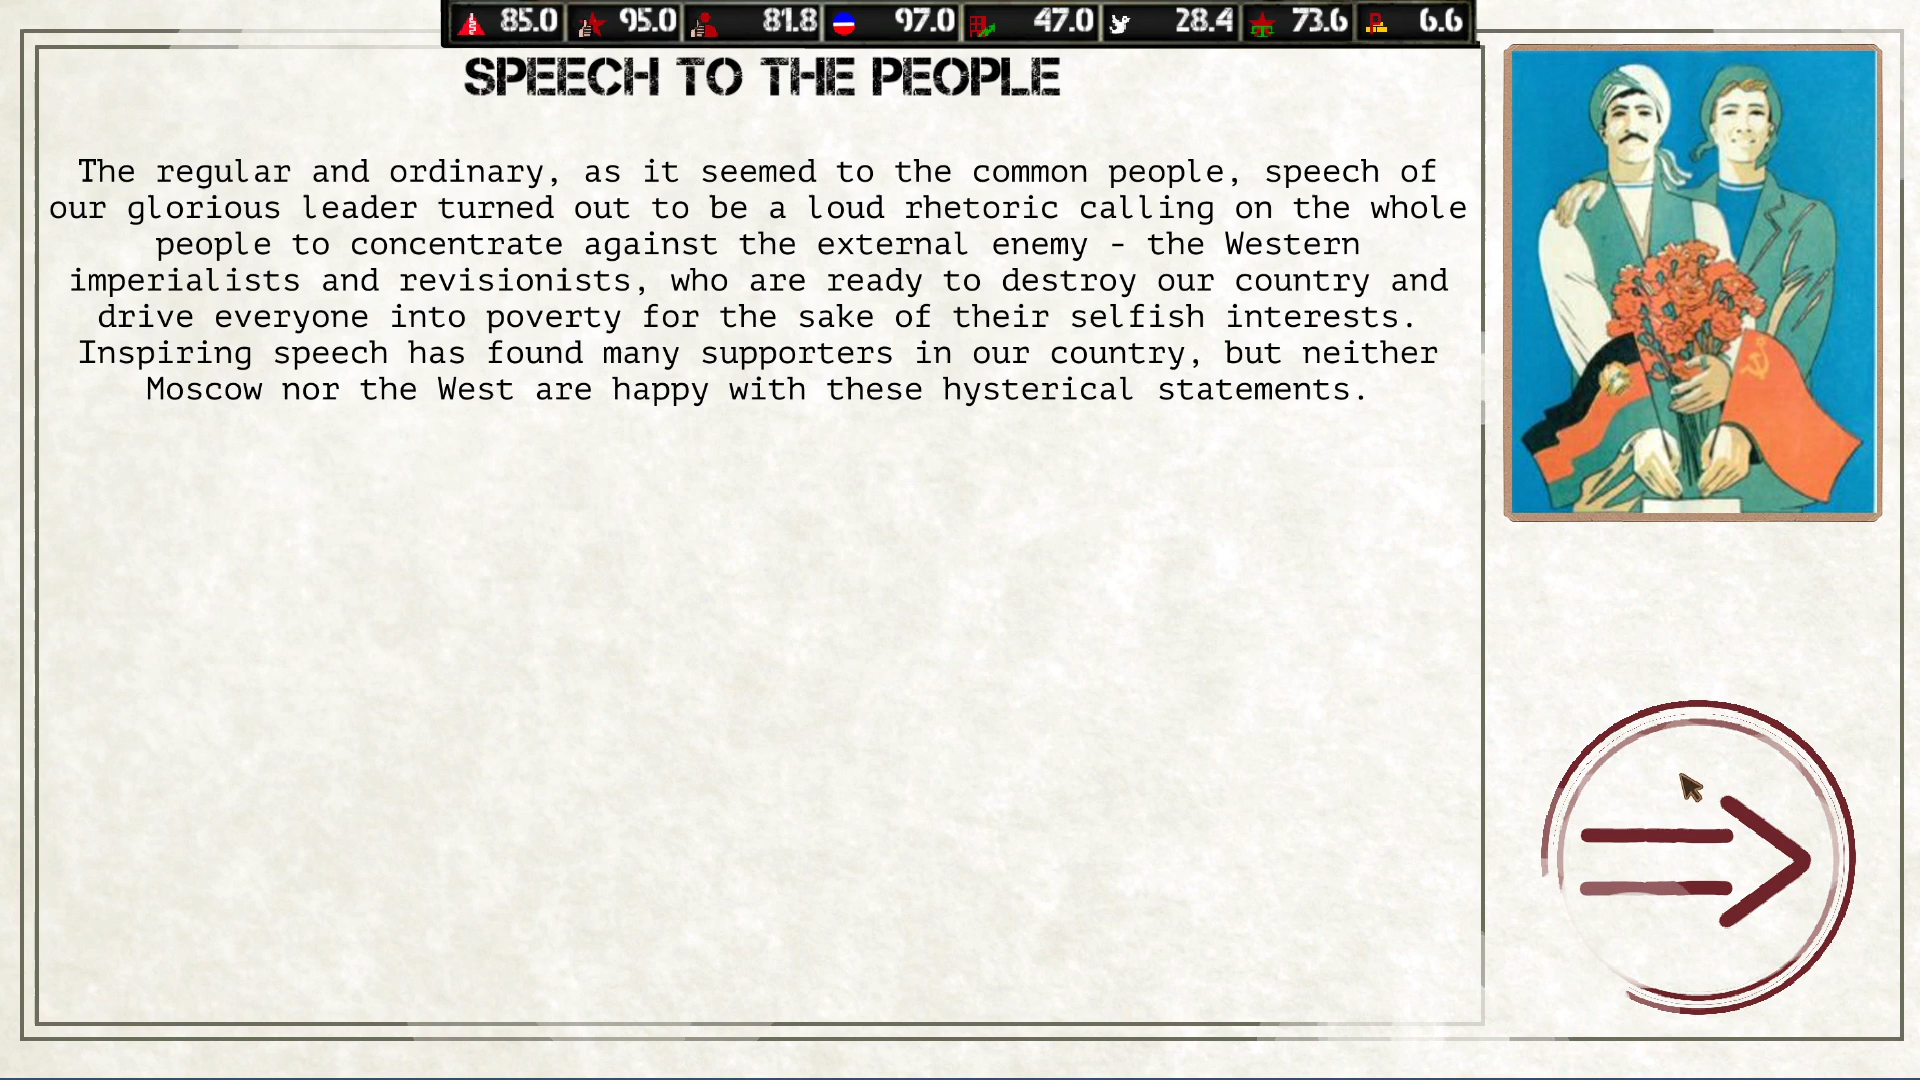 85.0 95.0 81.8 97.0 47.0 28.4 73.6 6.6
SPEECH TO THE PEOPLE
The regular and ordinary, as it seemed to the common people, speech of
our glorious leader turned out to be a loud rhetoric calling on the whole
people to concentrate against the external enemy - the Western
imperialists and revisionists, who are ready to destroy our country and
drive everyone into poverty for the sake of their selfish interests.
Inspiring speech has found many supporters in our country, but neither
Moscow nor the West are happy with these hysterical statements.